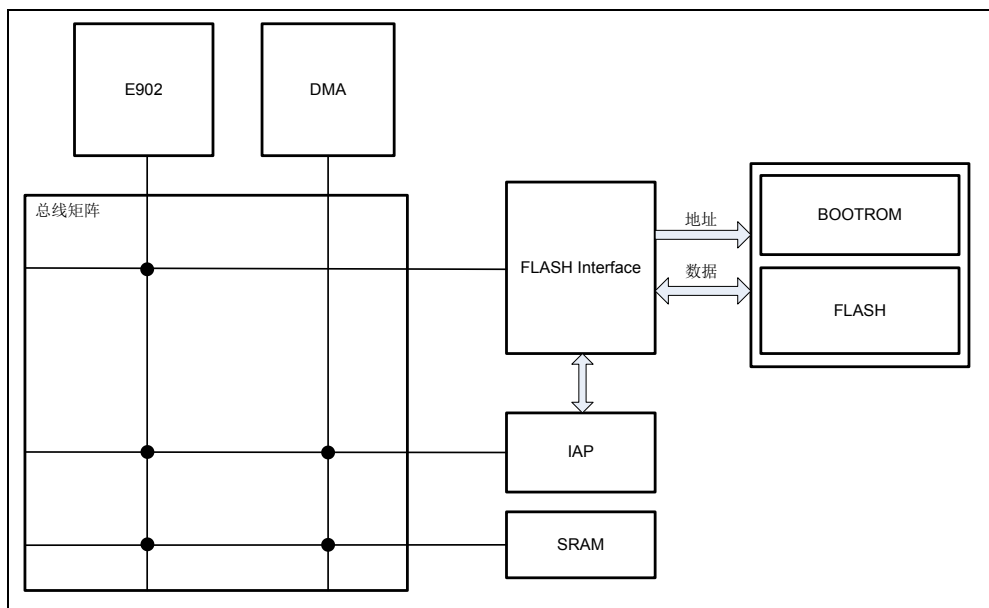 E902
DMA
总线矩阵
FLASH Interface
地址
数据
BOOTROM
FLASH
IAP
SRAM